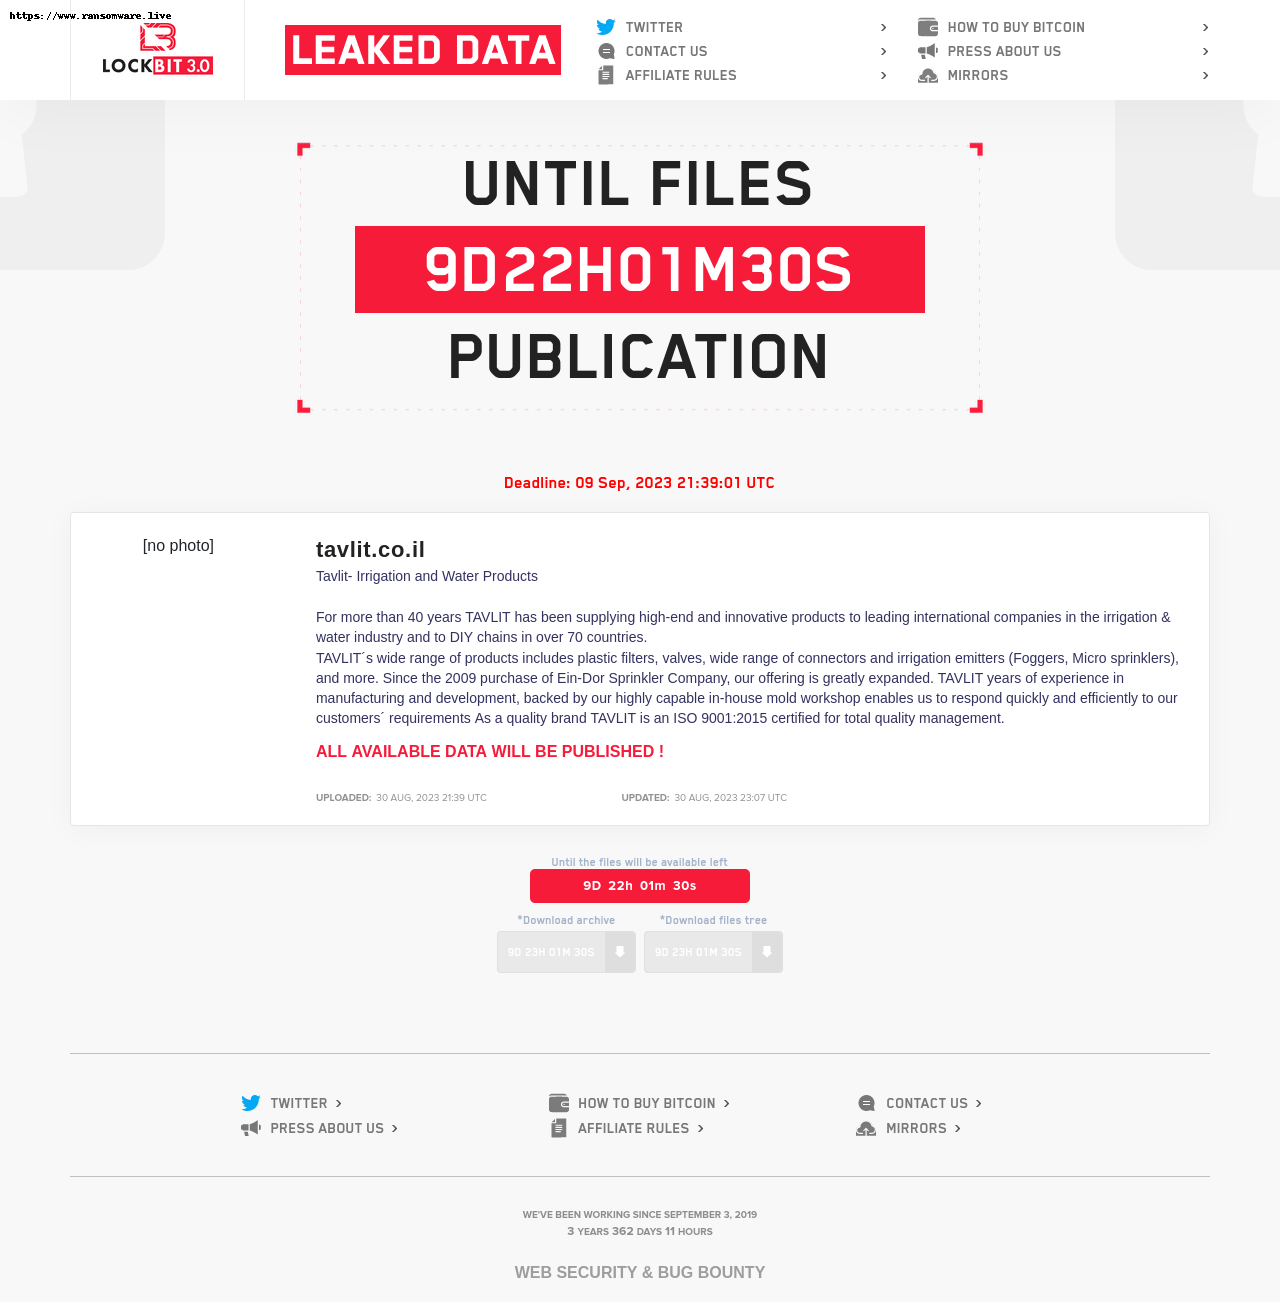 https://www.ransomware.live
LOCKBIT 3.0
LEAKED DATA
TWITTER
CONTACT US
AFFILIATE RULES
HOW TO BUY BITCOIN
PRESS ABOUT US
MIRRORS
UNTIL FILES
9D22H01M30S
PUBLICATION
Deadline: 09 Sep, 2023 21:39:01 UTC
[no photo]
tavlit.co.il
Tavlit- Irrigation and Water Products
For more than 40 years TAVLIT has been supplying high-end and innovative products to leading international companies in the irrigation &
water industry and to DIY chains in over 70 countries.
TAVLIT´s wide range of products includes plastic filters, valves, wide range of connectors and irrigation emitters (Foggers, Micro sprinklers),
and more. Since the 2009 purchase of Ein-Dor Sprinkler Company, our offering is greatly expanded. TAVLIT years of experience in
manufacturing and development, backed by our highly capable in-house mold workshop enables us to respond quickly and efficiently to our
customers´ requirements As a quality brand TAVLIT is an ISO 9001:2015 certified for total quality management.
ALL AVAILABLE DATA WILL BE PUBLISHED !
UPLOADED: 30 AUG, 2023 21:39 UTC
UPDATED: 30 AUG, 2023 23:07 UTC
Until the files will be available left
9D 22h 01m 30s
*Download archive
*Download files tree
9D 23H 01M 30S
9D 23H 01M 30S
TWITTER
HOW TO BUY BITCOIN
CONTACT US
PRESS ABOUT US
AFFILIATE RULES
MIRRORS
WE'VE BEEN WORKING SINCE SEPTEMBER 3, 2019
3 YEARS 362 DAYS 11 HOURS
WEB SECURITY & BUG BOUNTY